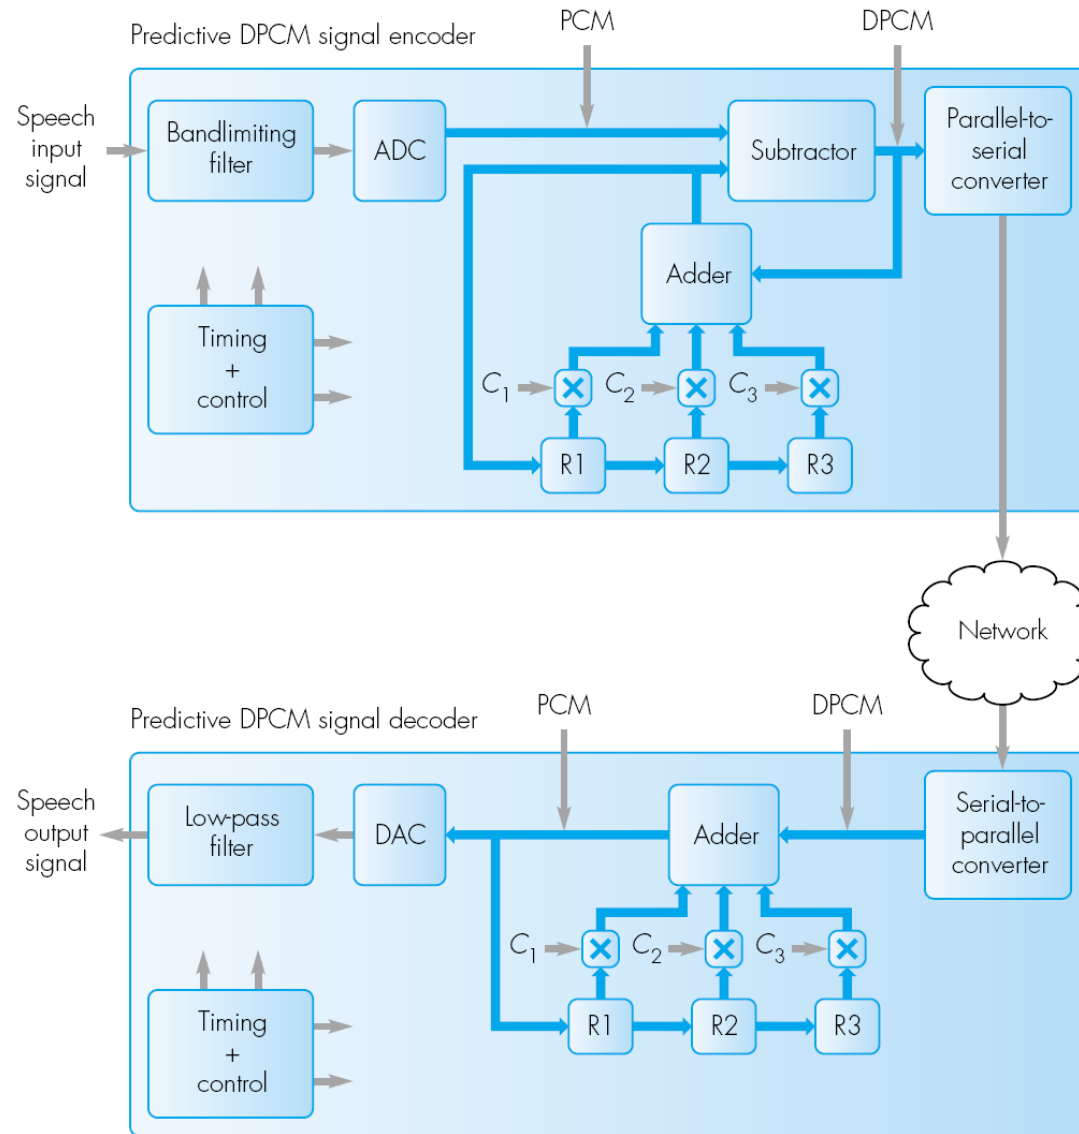 PCM
DPCM
Predictive DPCM signal encoder
Speech
input
signal
Bandlimiting
filter
ADC
Subtractor
Parallel-to-
serial
converter
Adder
Timing
+
control
C1
C2
C3
R1
R2
R3
Network
PCM
DPCM
Predictive DPCM signal decoder
Speech
output
signal
Low-pass
filter
DAC
Adder
Serial-to-
parallel
converter
C1
C2
C3
Timing
+
control
R1
R2
R3